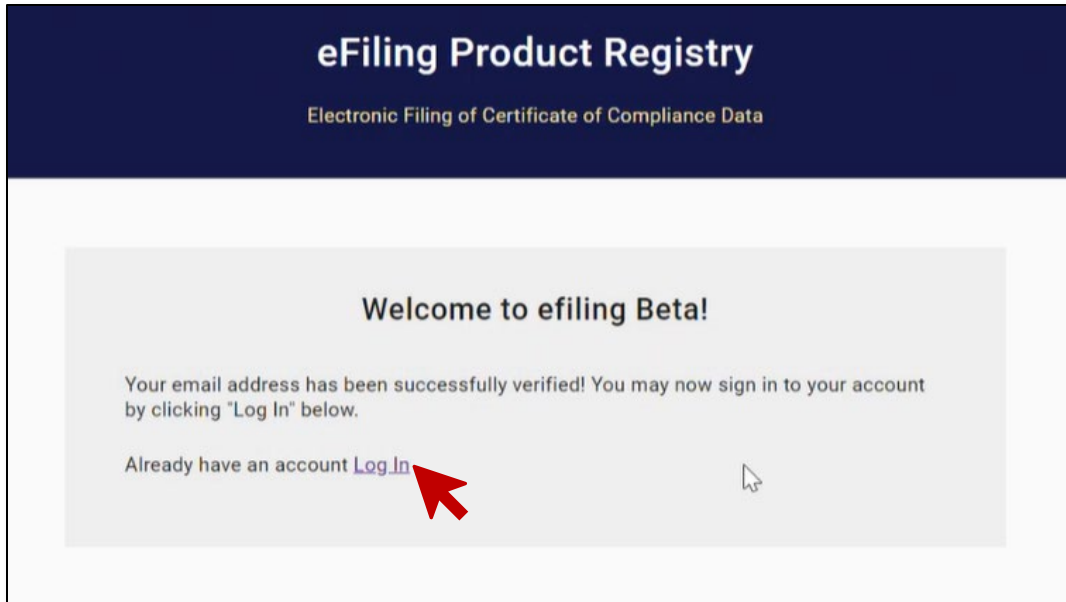 eFiling Product Registry
Electronic Filing of Certificate of Compliance Data
Welcome to efiling Beta!
Your email address has been successfully verified! You may now sign in to your account
by clicking "Log In" below.
Already have an account Log In